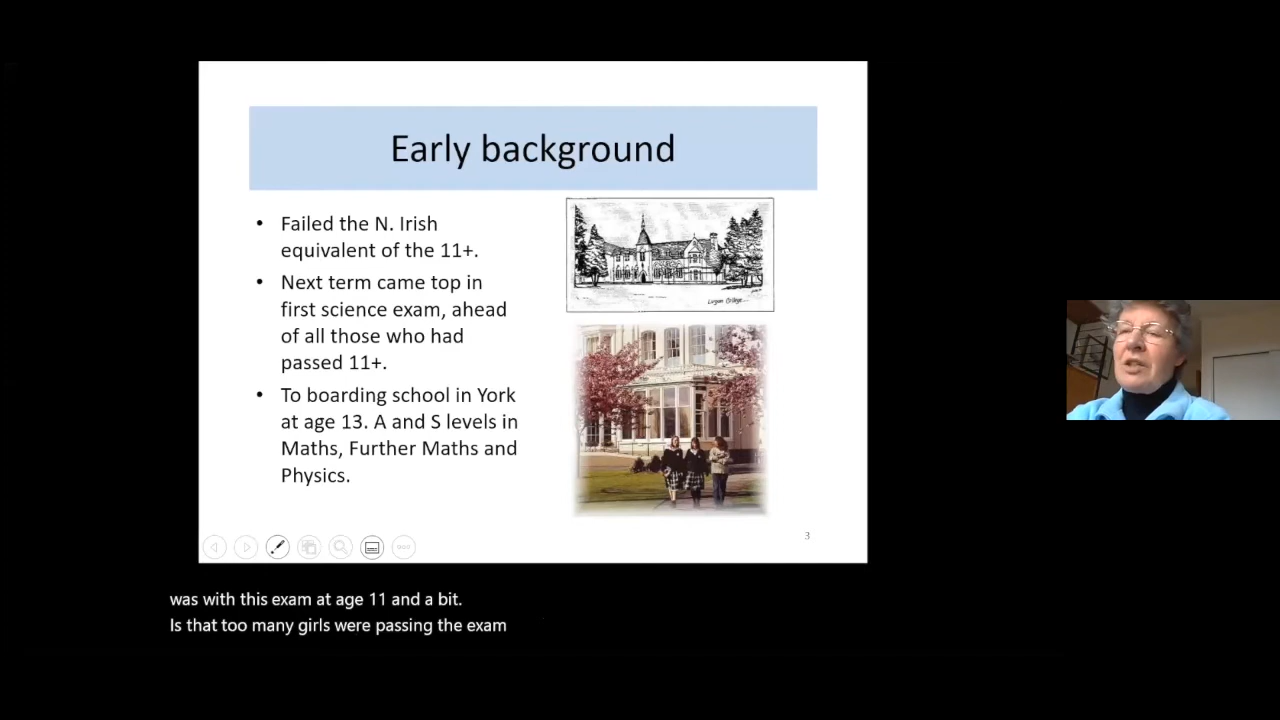 Early background
• Failed the N. Irish
equivalent of the 11+.
• Next term came top in
first science exam, ahead
of all those who had
passed 11+.
• To boarding school in York
at age 13. A and S levels in
Maths, Further Maths and
Physics.
Lurgan College
3
was with this exam at age 11 and a bit.
Is that too many girls were passing the exam